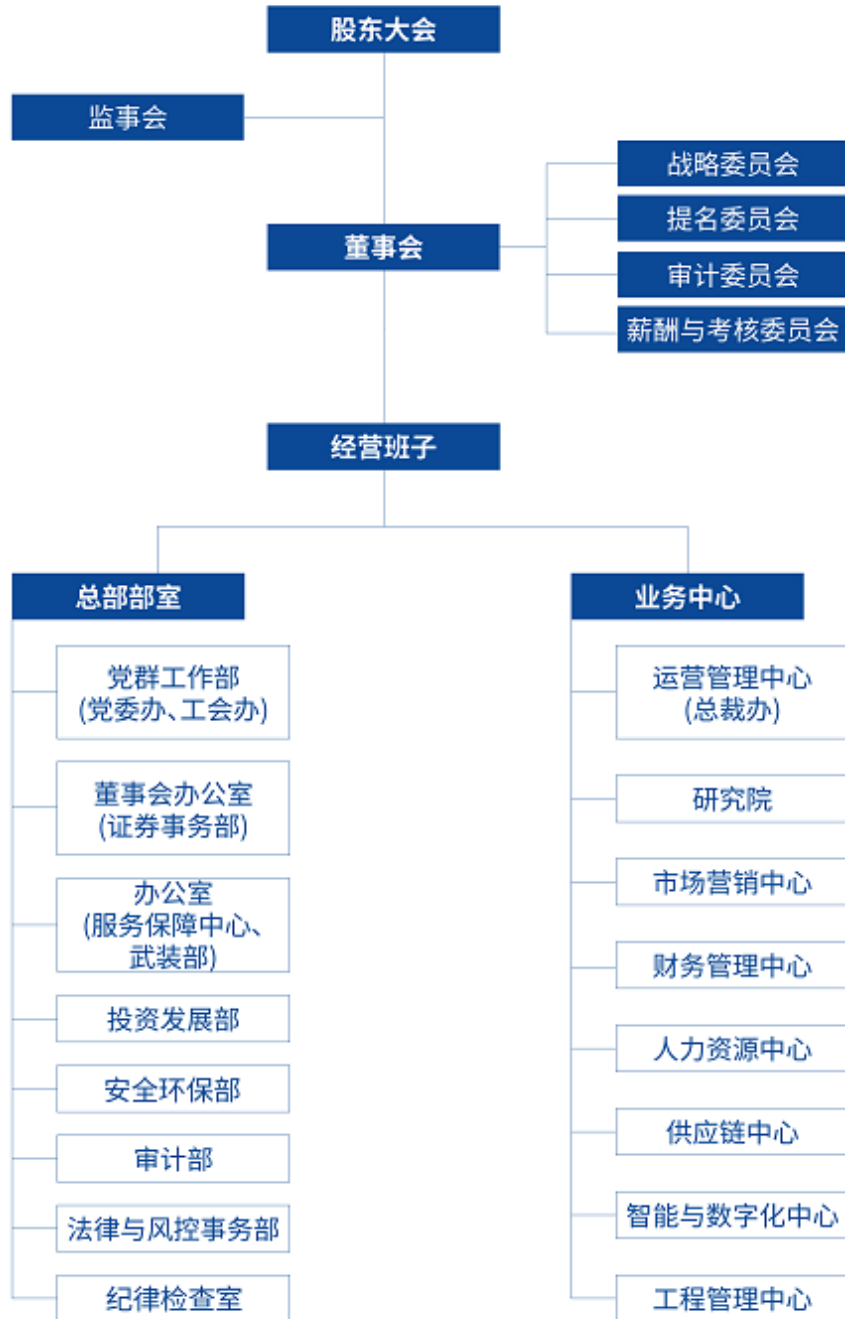 股东大会
监事会
战略委员会
提名委员会
董事会
审计委员会
薪酬与考核委员会
经营班子
总部部室
党群工作部
(党委办、工会办)
董事会办公室
(证券事务部)
办公室
(服务保障中心、
武装部)
投资发展部
安全环保部
审计部
法律与风控事务部
纪律检查室
业务中心
运营管理中心
(总裁办)
研究院
市场营销中心
财务管理中心
人力资源中心
供应链中心
智能与数字化中心
工程管理中心